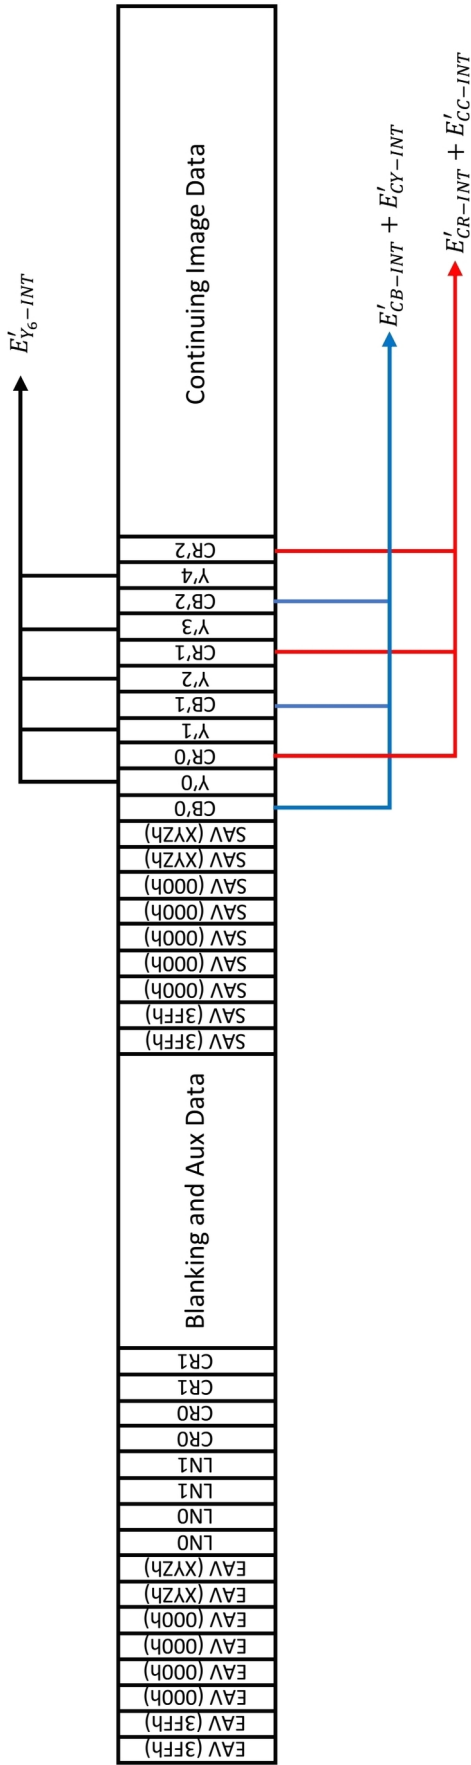 E′Y6−INT
EAV (3FFh)
EAV (3FFh)
EAV (000h)
EAV (000h)
EAV (000h)
EAV (000h)
EAV (XYZh)
EAV (XYZh)
LN0
LN0
LN1
LN1
CR0
CR0
CR1
CR1
Blanking and Aux Data
SAV (3FFh)
SAV (3FFh)
SAV (000h)
SAV (000h)
SAV (000h)
SAV (000h)
SAV (000h)
SAV (XYZh)
SAV (XYZh)
CB'0
Y'0
CR'0
Y'1
CB'1
Y'2
CR'1
Y'3
CB'2
Y'4
CR'2
Continuing Image Data
E′CB−INT + E′CY−INT
E′CR−INT + E′CC−INT